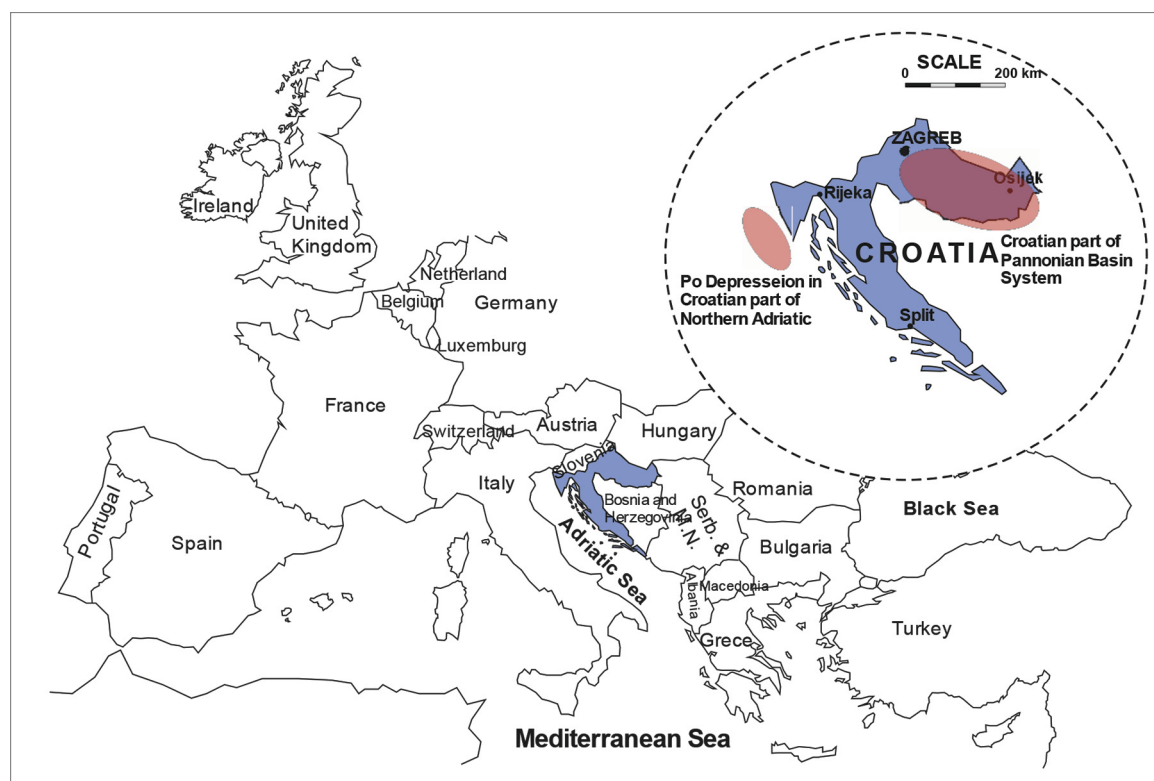 SCALE
0 200 km
ZAGREB
Osijek
Rijeka
CROATIA
Croatian part of
Pannonian Basin
System
Po Depresseion in
Croatian part of
Northern Adriatic
Split
Ireland
United
Kingdom
Netherland
Belgium
Germany
Luxemburg
France
Switzerland
Austria
Hungary
Slovenia
Italy
Bosnia and
Herzegovinia
Serb. &
M.N.
Romania
Black Sea
Portugal
Spain
Adriatic Sea
Bulgaria
Macedonia
Albania
Grece
Turkey
Mediterranean Sea